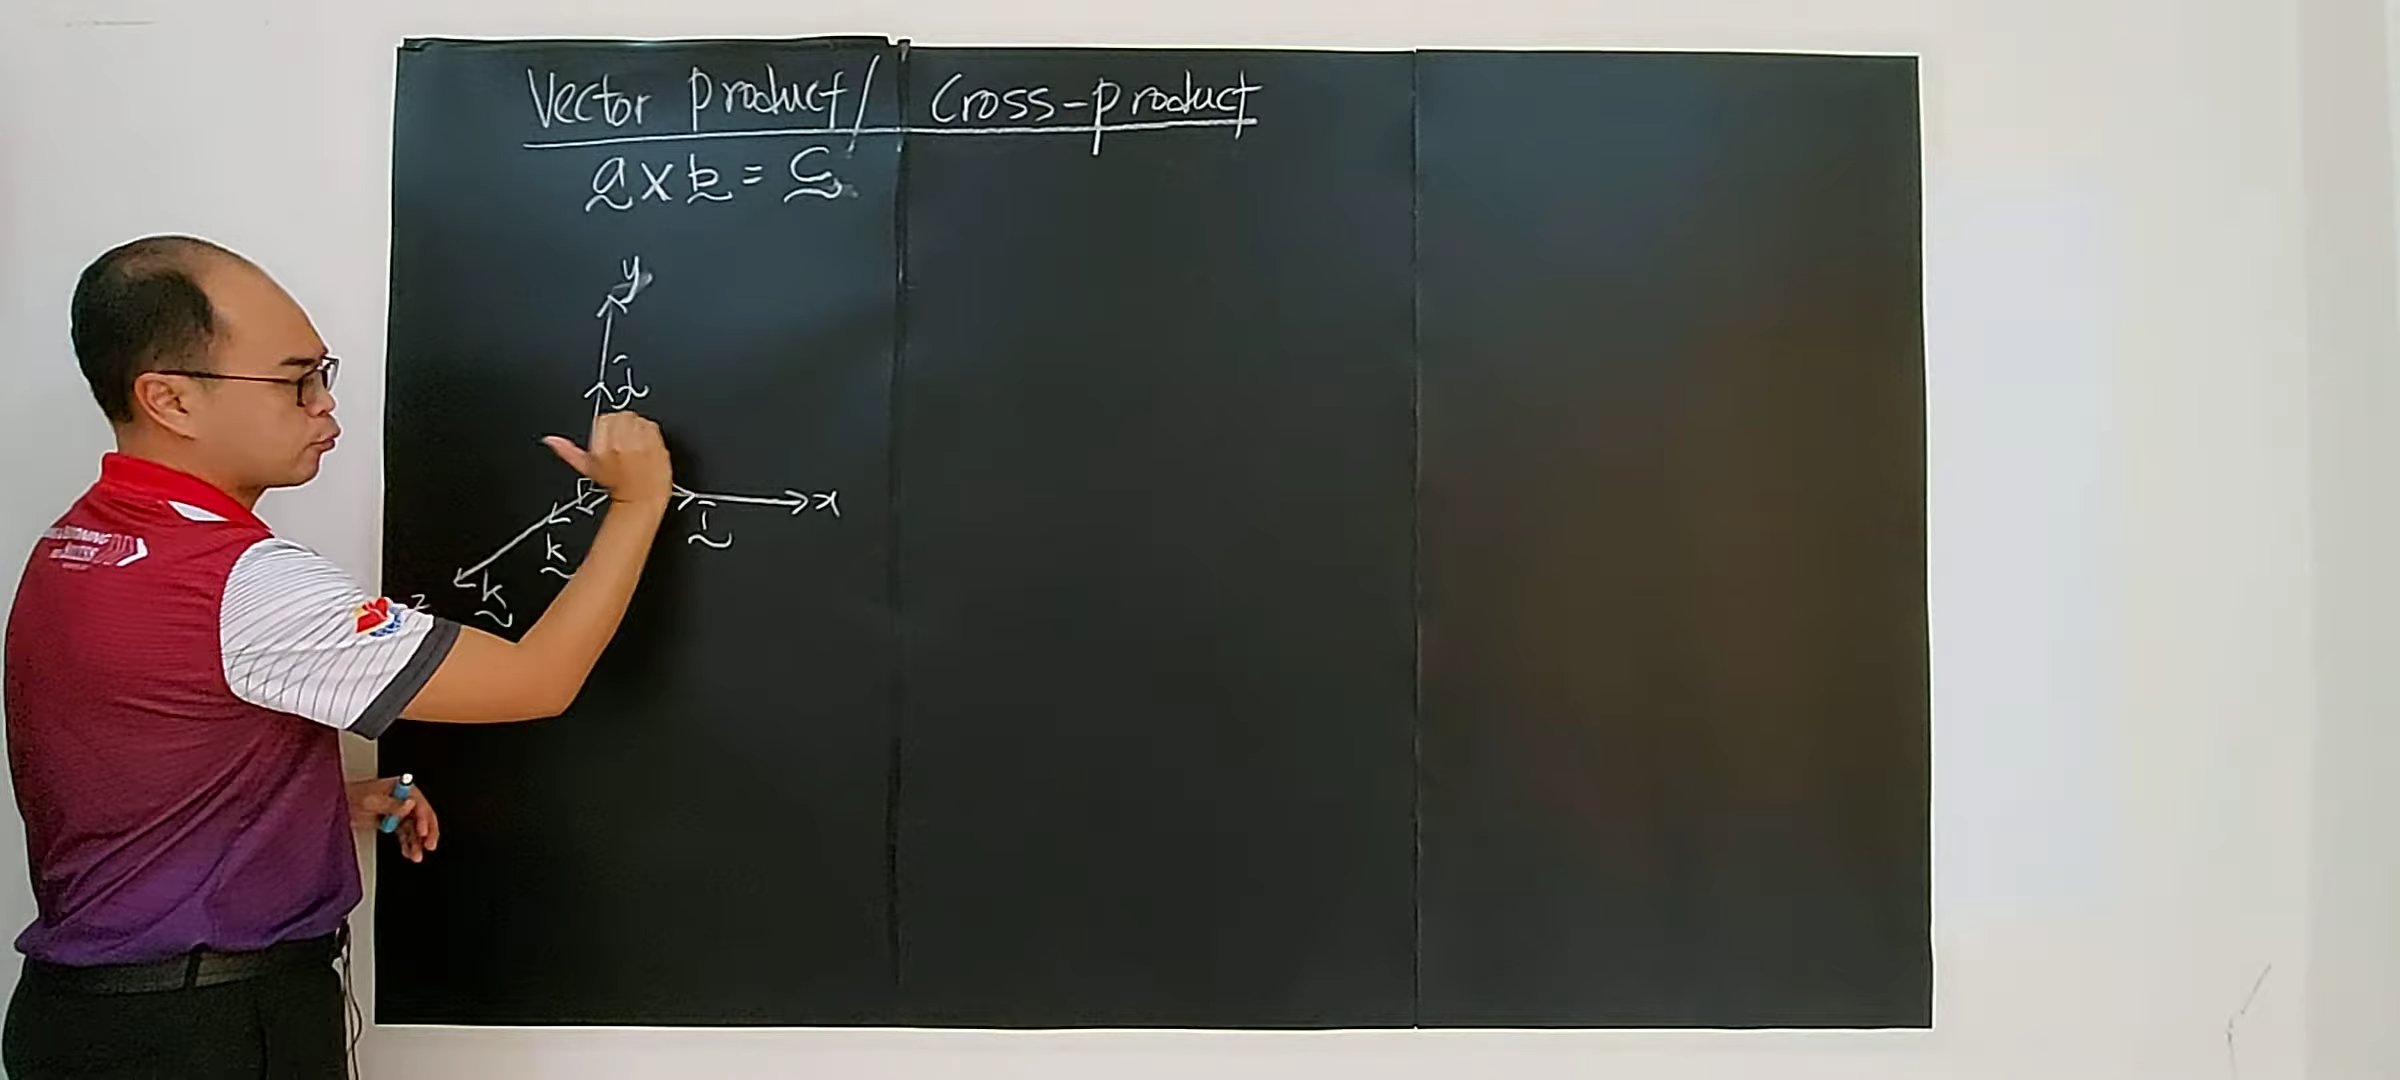 Vector product/ Cross-product
a x b = c
y
j
x
i
k
k
z